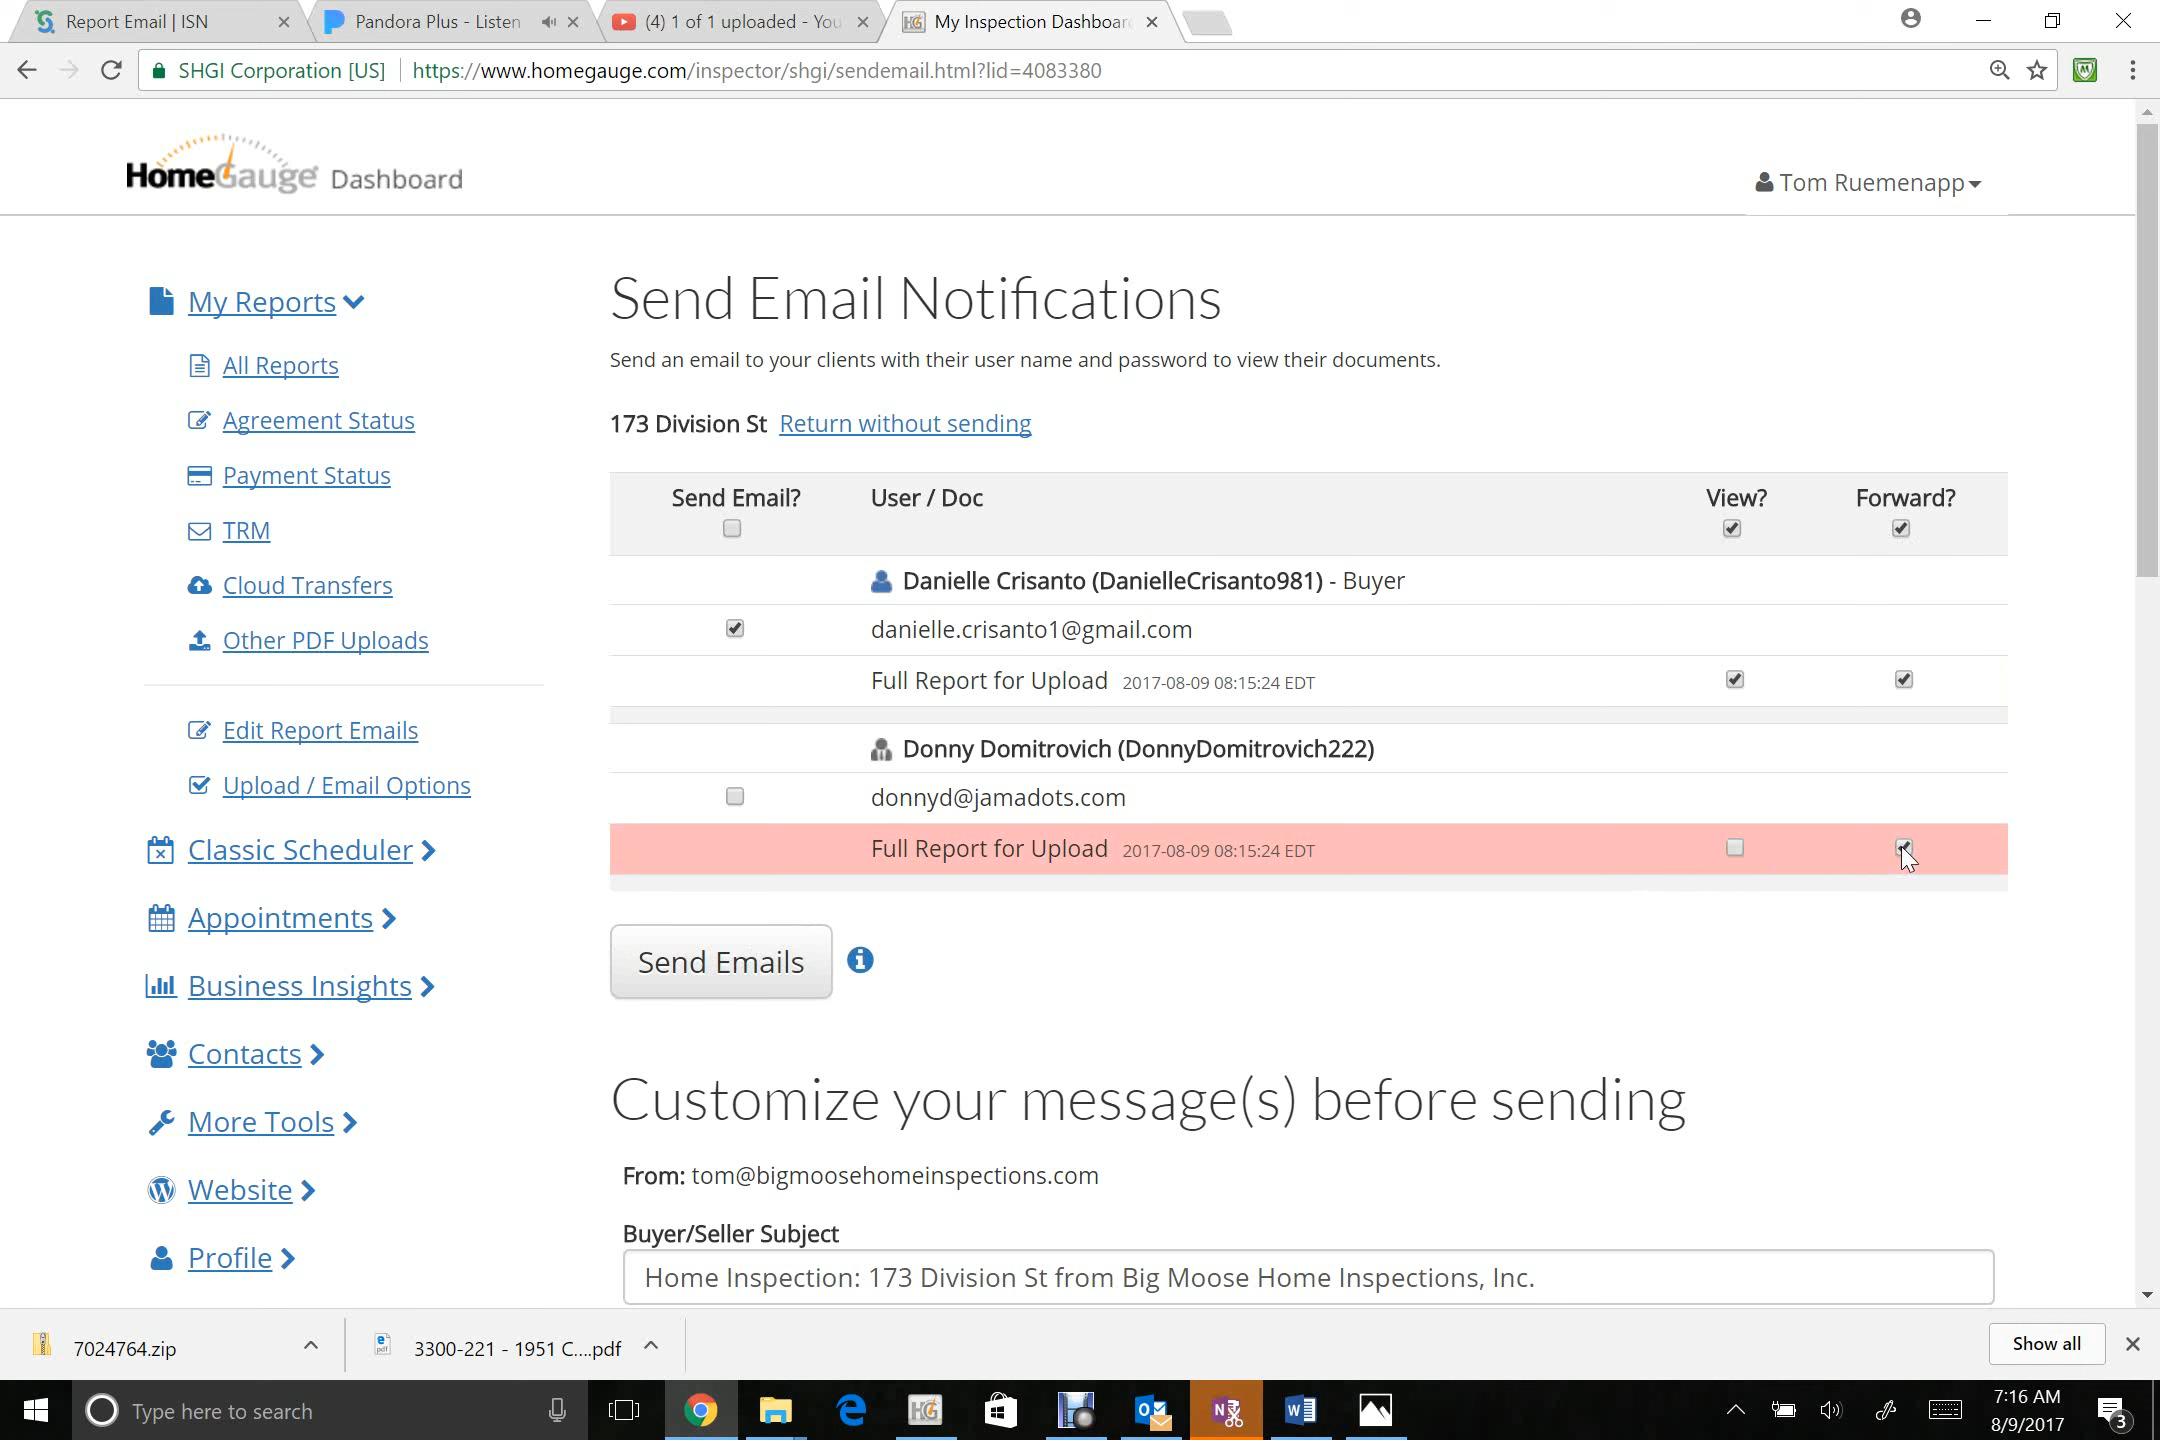 Report Email | ISN
Pandora Plus - Listen
(4) 1 of 1 uploaded - You
My Inspection Dashboar
SHGI Corporation [US]
https://www.homegauge.com/inspector/shgi/sendemail.html?lid=4083380
HomeGauge Dashboard
Tom Ruemenapp
My Reports
All Reports
Agreement Status
Payment Status
TRM
Cloud Transfers
Other PDF Uploads
Edit Report Emails
Upload / Email Options
Classic Scheduler
Appointments
Business Insights
Contacts
More Tools
Website
Profile
Send Email Notifications
Send an email to your clients with their user name and password to view their documents.
173 Division St Return without sending
Send Email? User / Doc View? Forward?
Danielle Crisanto (DanielleCrisanto981) - Buyer
danielle.crisanto1@gmail.com
Full Report for Upload 2017-08-09 08:15:24 EDT
Donny Domitrovich (DonnyDomitrovich222)
donnyd@jamadots.com
Full Report for Upload 2017-08-09 08:15:24 EDT
Send Emails
Customize your message(s) before sending
From: tom@bigmoosehomeinspections.com
Buyer/Seller Subject
Home Inspection: 173 Division St from Big Moose Home Inspections, Inc.
7024764.zip
3300-221 - 1951 C....pdf
Show all
Type here to search
7:16 AM
8/9/2017
3